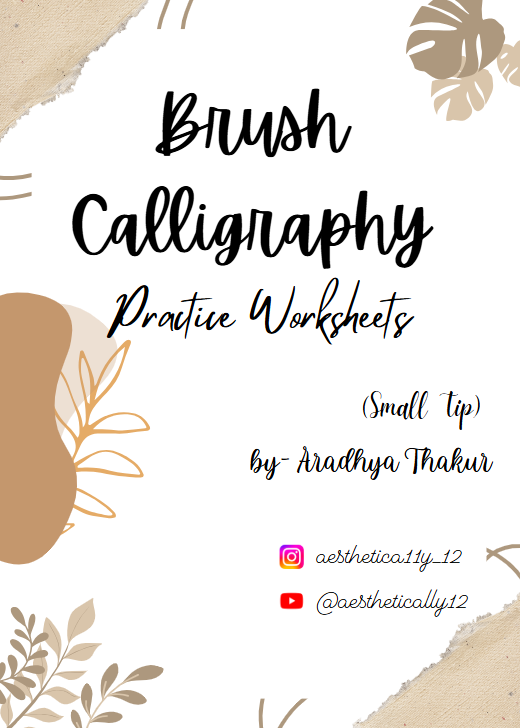 Brush
Calligraphy
Practice Worksheets
(Small Tip)
by- Aradhya Thakur
aesthetica11y_12
@aesthetically12